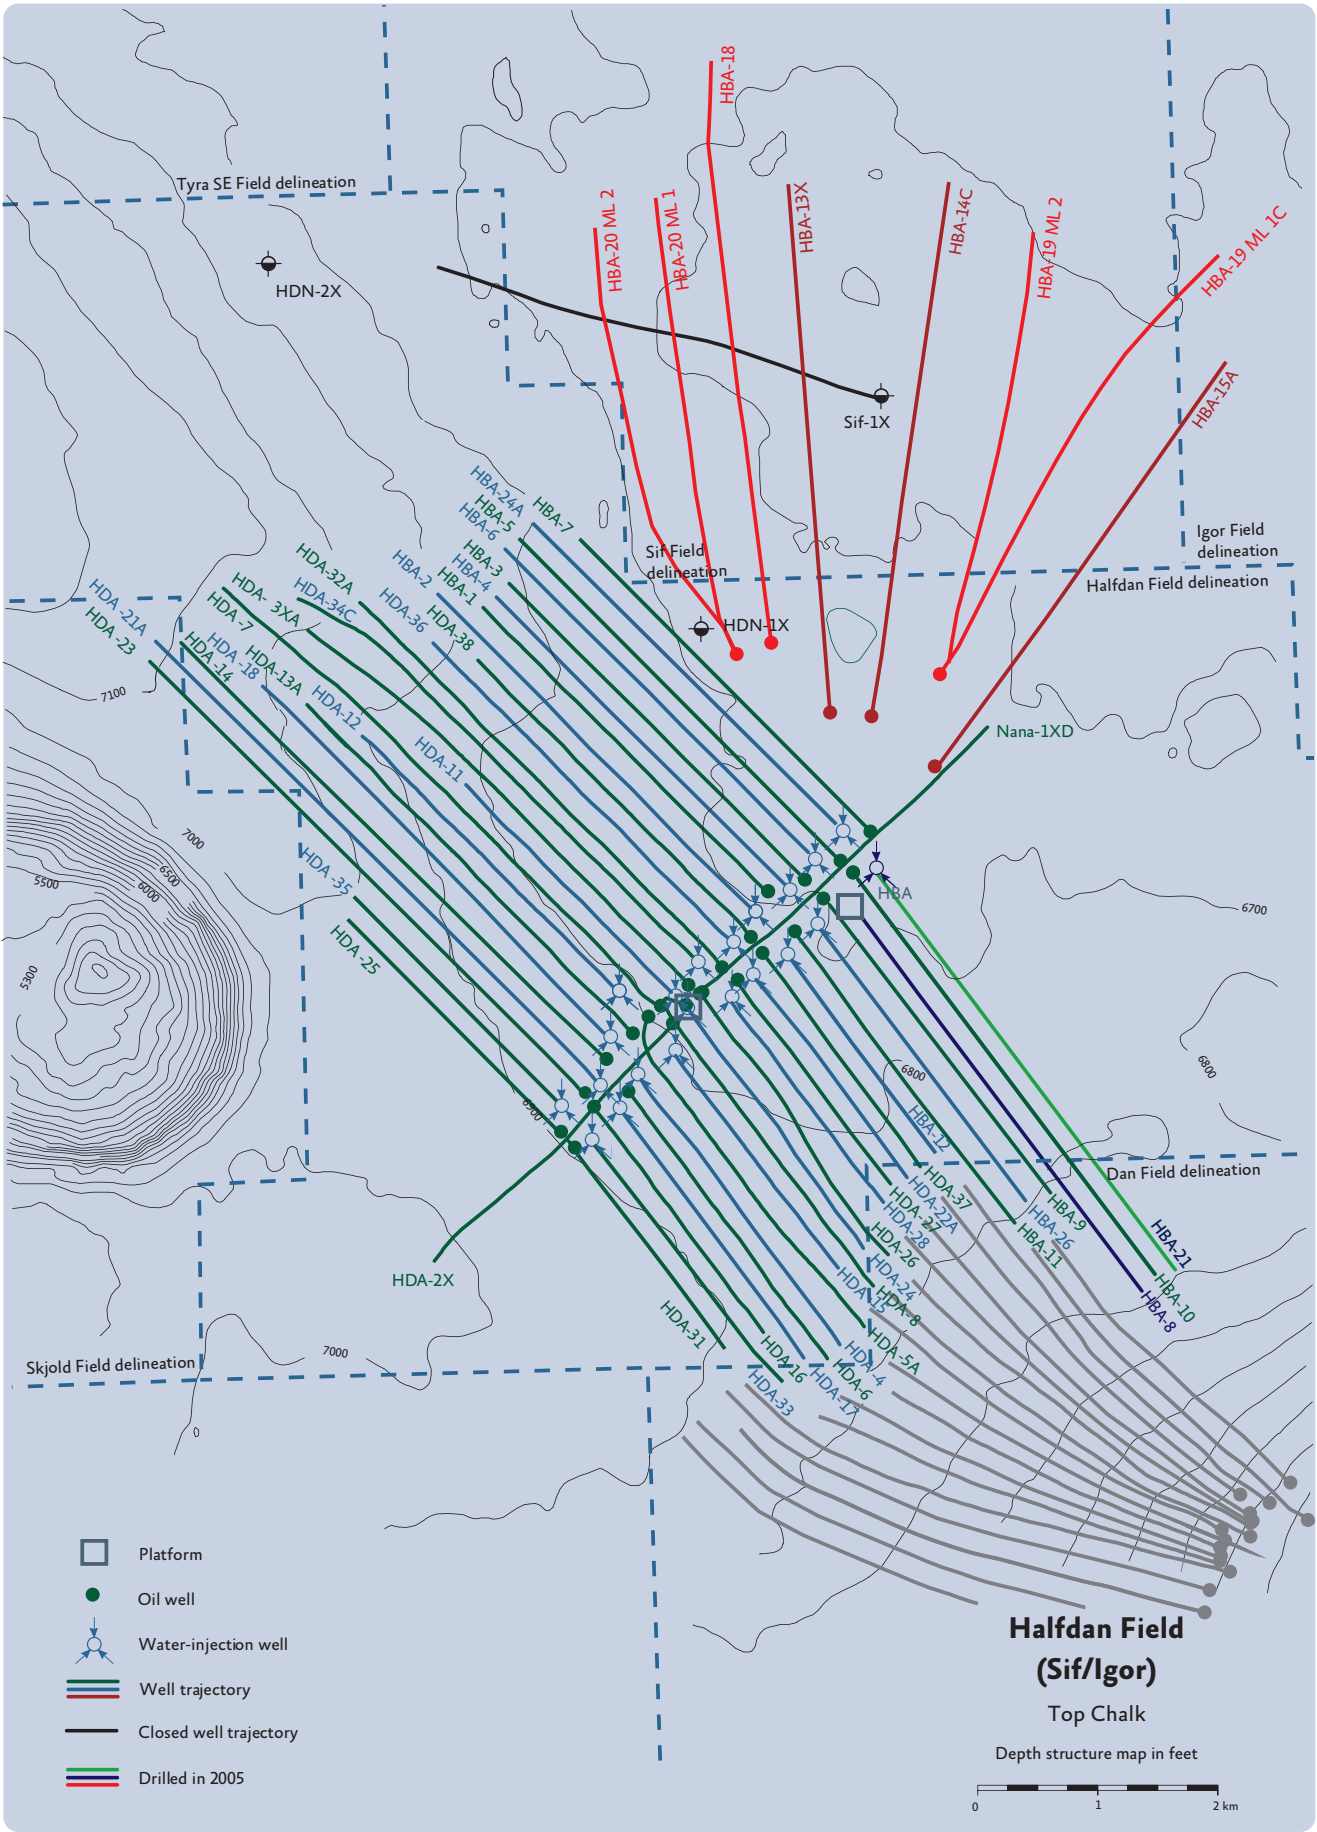 HBA-18
Tyra SE Field delineation
HBA-20 ML 2
HBA-20 ML 1
HBA-13X
HBA-14C
HBA-19 ML 2
HBA-19 ML 1C
HDN-2X
HBA-15A
Sif-1X
HBA-24A
HBA-5
HBA-6
HBA-7
Sif Field
delineation
Igor Field
delineation
Halfdan Field delineation
HBA-3
HBA-4
HBA-1
HBA-2
HDA-32A
HDA-34C
HDA-36
HDA-38
HDA- 3XA
HDA-7
HDA -21A
HDA -23
HDA -14
HDA -18
HDA-13A
HDA-12
HDA-11
HDN-1X
7100
Nana-1XD
7000
6500
6000
5500
5300
HDA -35
HDA -25
HBA
6700
6800
6800
6900
HBA-12
Dan Field delineation
HDA-37
HDA-22A
HDA-27
HDA-28
HDA-26
HDA-24
HDA-15
HDA-8
HDA-5A
HDA-4
HDA-6
HDA-17
HDA-16
HDA-33
HDA-31
HBA-9
HBA-26
HBA-11
HBA-21
HBA-10
HBA-8
HDA-2X
7000
Skjold Field delineation
Platform
Oil well
Water-injection well
Well trajectory
Closed well trajectory
Drilled in 2005
Halfdan Field
(Sif/Igor)
Top Chalk
Depth structure map in feet
0 1 2 km